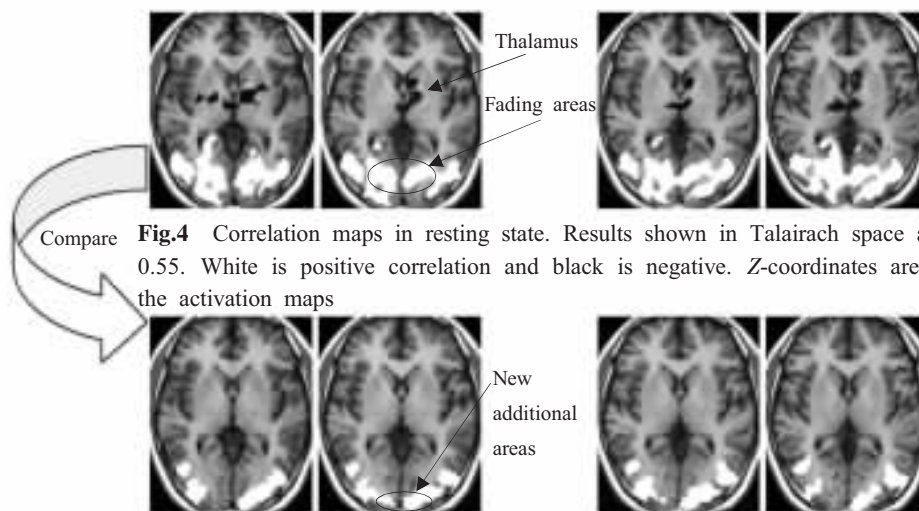 Thalamus
Fading areas
Compare
Fig.4 Correlation maps in resting state. Results shown in Talairach space a
0.55. White is positive correlation and black is negative. Z-coordinates are
the activation maps
New
additional
areas